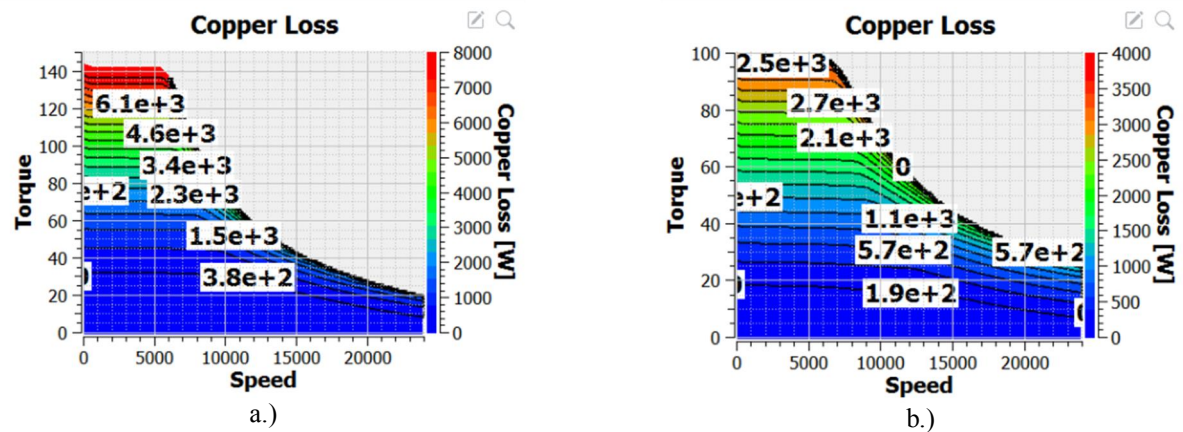 Copper Loss
140
120
100
80
60
40
20
0
Torque
6.1e+3
4.6e+3
3.4e+3
e+2
2.3e+3
1.5e+3
3.8e+2
0
5000
10000
15000
20000
Speed
8000
7000
6000
5000
4000
3000
2000
1000
0
Copper Loss [W]
a.)
Copper Loss
100
80
60
40
20
0
Torque
2.5e+3
2.7e+3
2.1e+3
0
e+2
1.1e+3
5.7e+2
5.7e+2
1.9e+2
0
5000
10000
15000
20000
Speed
4000
3500
3000
2500
2000
1500
1000
500
0
Copper Loss [W]
b.)